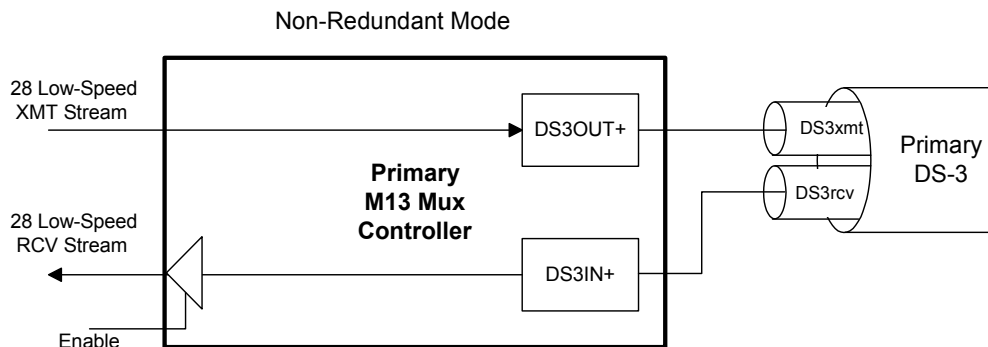 Non-Redundant Mode
28 Low-Speed
XMT Stream
DS3OUT+
DS3xmt
Primary
DS-3
Primary
M13 Mux
Controller
DS3rcv
28 Low-Speed
RCV Stream
DS3IN+
Enable